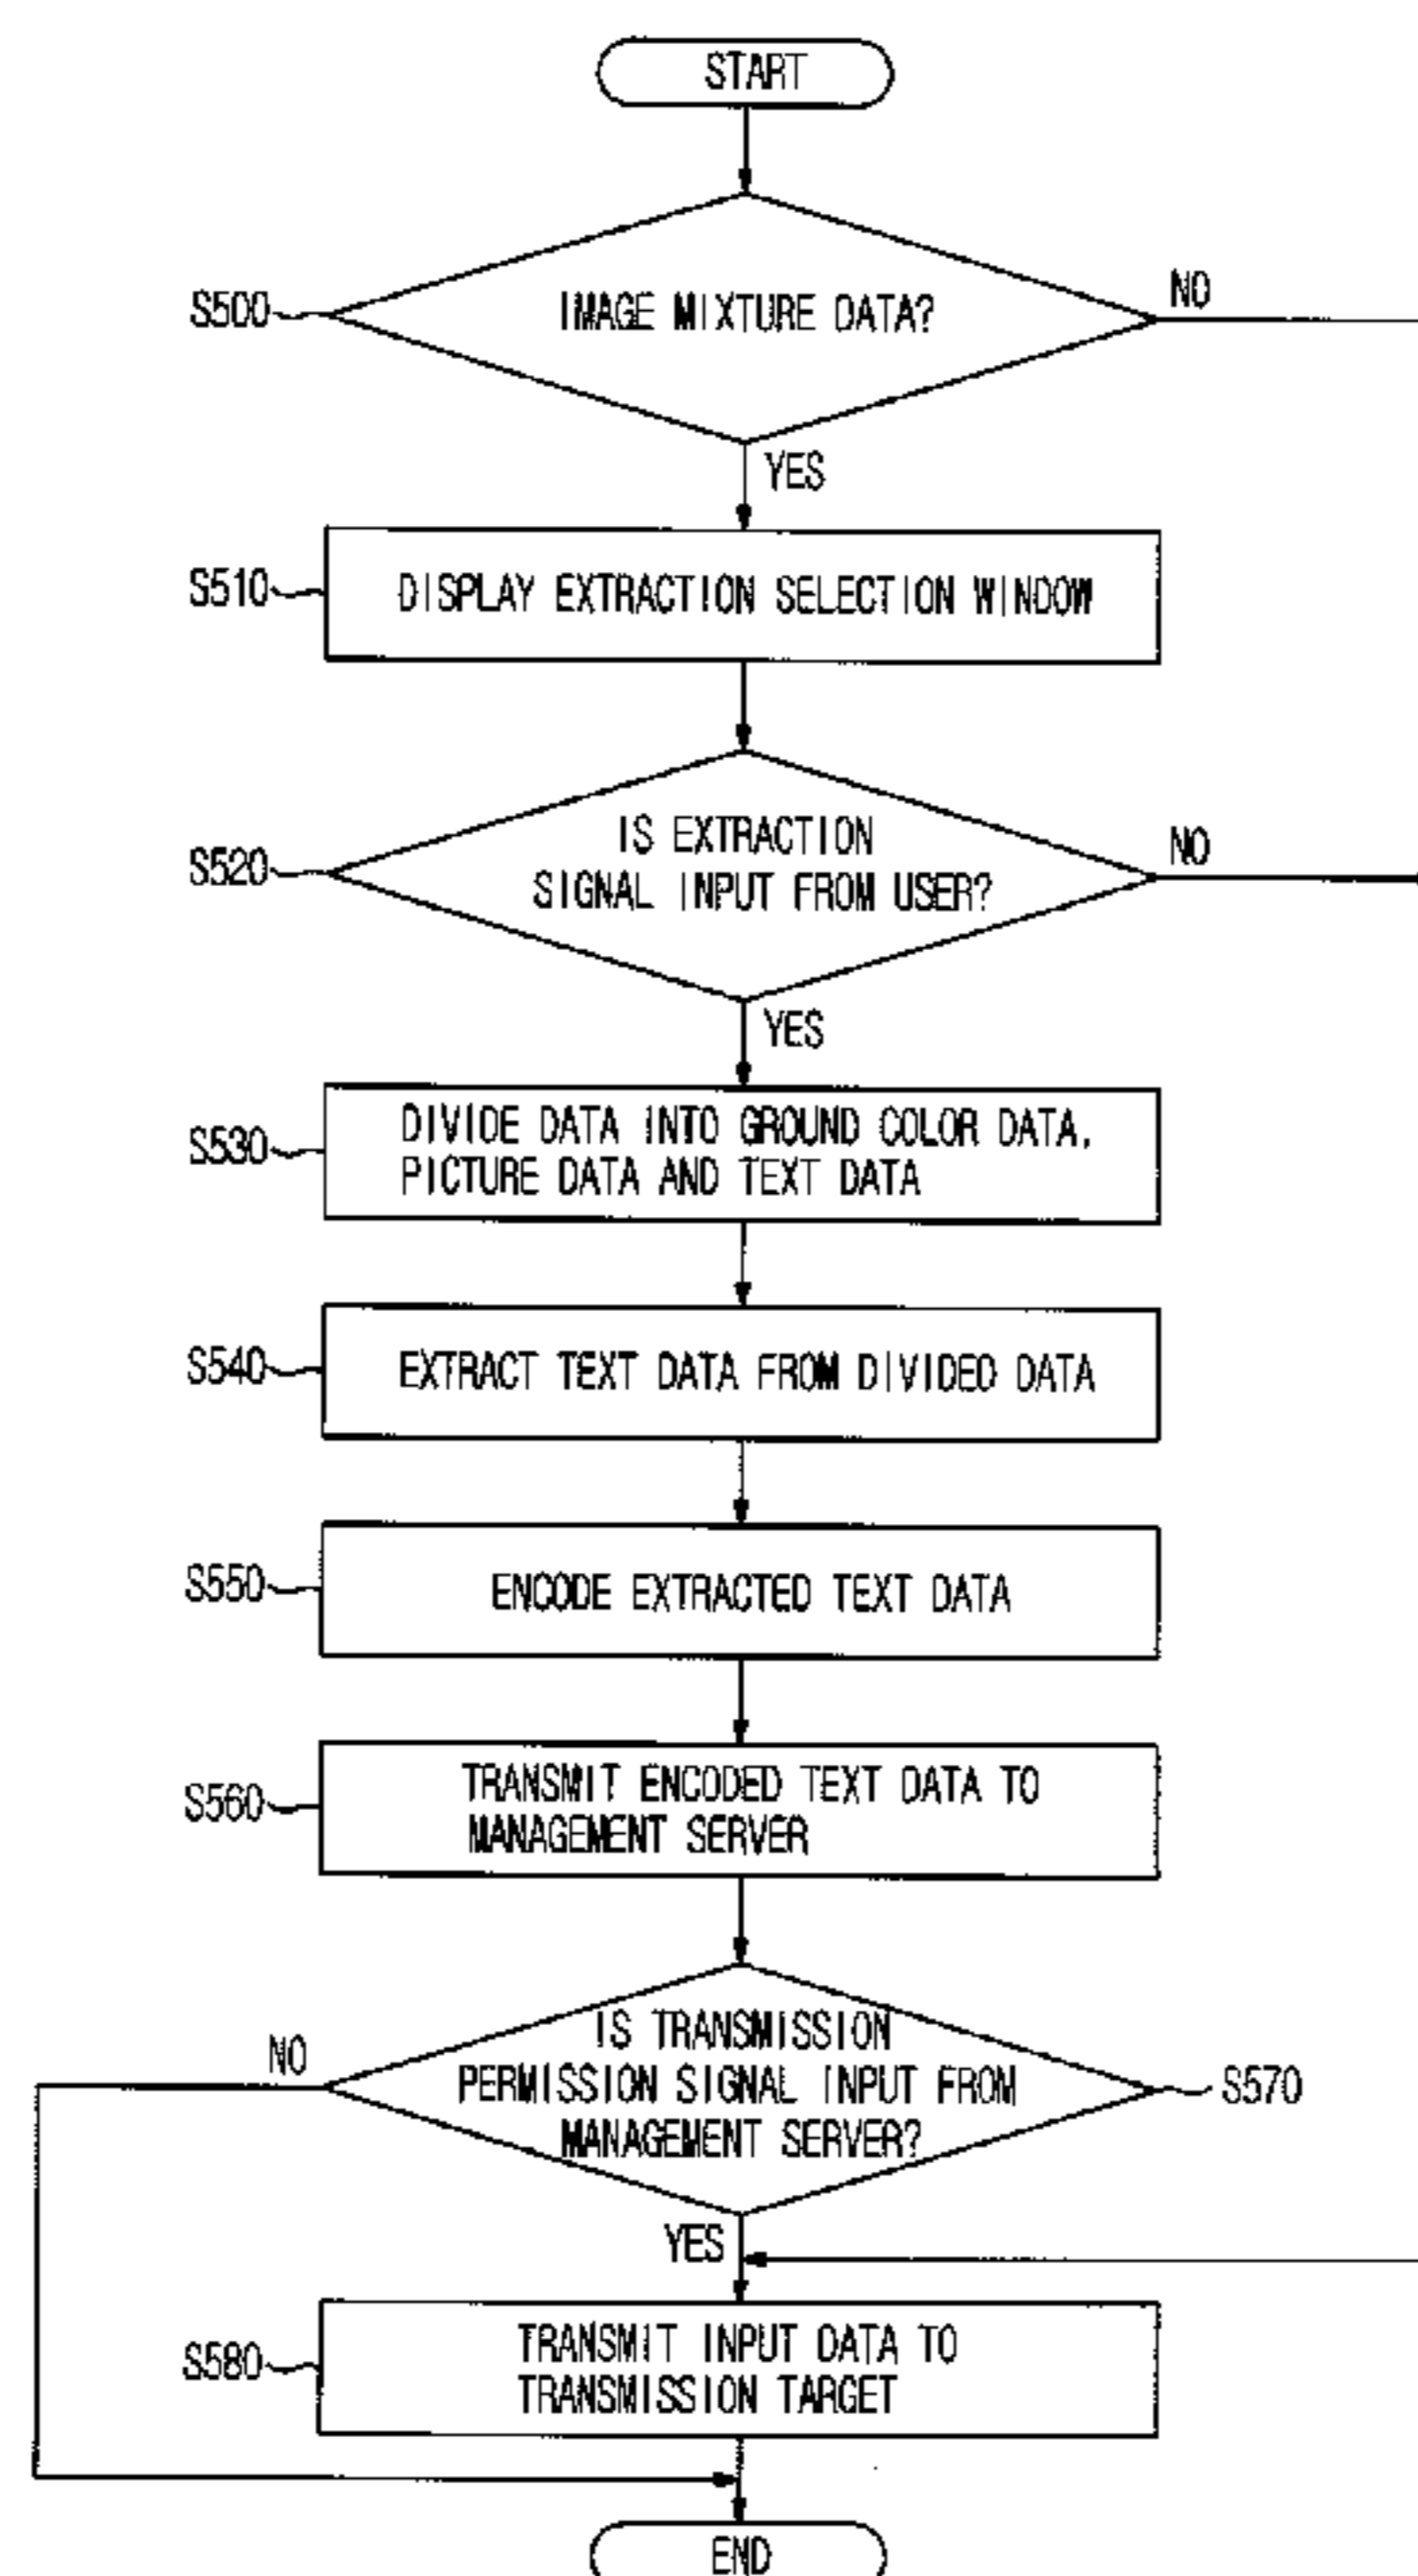 START
S500
IMAGE MIXTURE DATA?
NO
YES
S510
DISPLAY EXTRACTION SELECTION WINDOW
S520
IS EXTRACTION
SIGNAL INPUT FROM USER?
NO
YES
S530
DIVIDE DATA INTO GROUND COLOR DATA,
PICTURE DATA AND TEXT DATA
S540
EXTRACT TEXT DATA FROM DIVIDED DATA
S550
ENCODE EXTRACTED TEXT DATA
S560
TRANSMIT ENCODED TEXT DATA TO
MANAGEMENT SERVER
NO
IS TRANSMISSION
PERMISSION SIGNAL INPUT FROM
MANAGEMENT SERVER?
S570
YES
S580
TRANSMIT INPUT DATA TO
TRANSMISSION TARGET
END